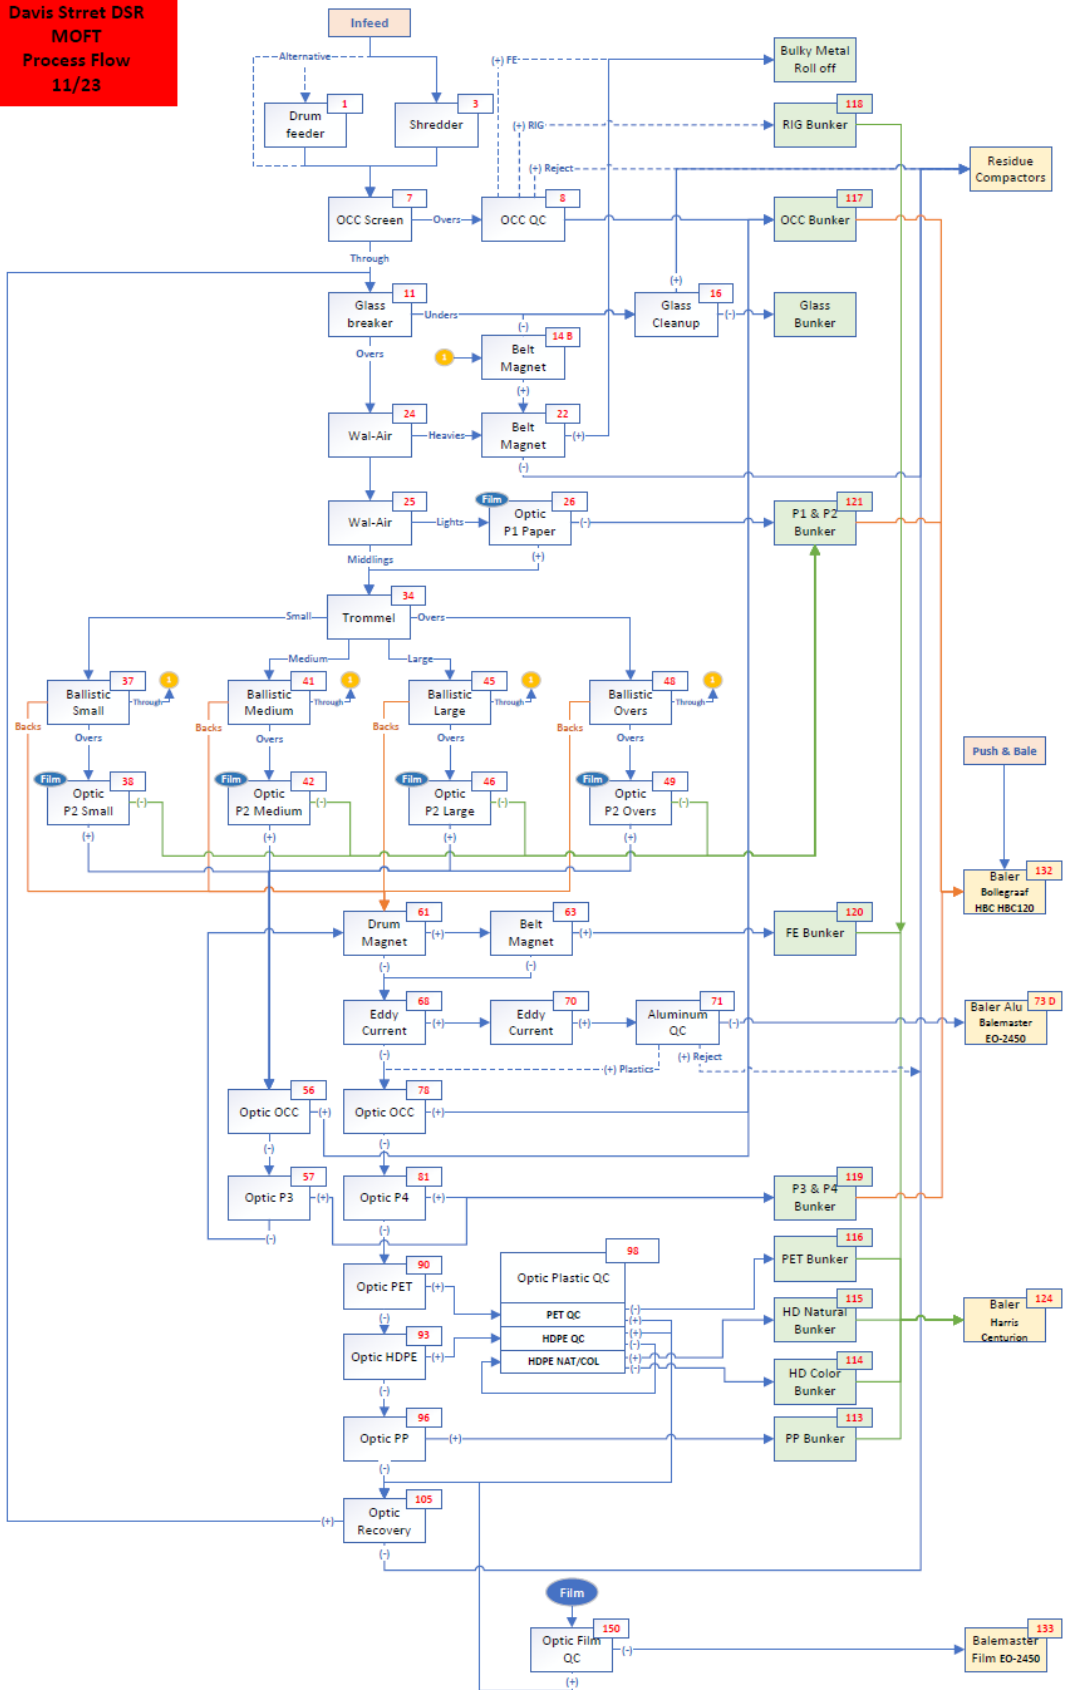 Davis Strret DSR
MOFT
Process Flow
11/23
Infeed
Alternative
(+) FE
Bulky Metal
Roll off
1
Drum
feeder
3
Shredder
(+) RIG
118
RIG Bunker
(+) Reject
Residue
Compactors
7
OCC Screen
Overs
8
OCC QC
117
OCC Bunker
Through
(+)
11
Glass
breaker
Unders
16
Glass
Cleanup
(-)
Glass
Bunker
(-)
14 B
Belt
Magnet
1
Overs
(+)
24
Wal-Air
Heavies
22
Belt
Magnet
(+)
(-)
25
Wal-Air
Lights
Film
26
Optic
P1 Paper
(-)
121
P1 & P2
Bunker
Middlings
(+)
34
Trommel
Small
Overs
Medium
Large
37
Ballistic
Small
Through
1
41
Ballistic
Medium
Through
1
45
Ballistic
Large
Through
1
48
Ballistic
Overs
Through
1
Backs
Overs
Backs
Overs
Backs
Overs
Backs
Overs
Push & Bale
Film
38
Optic
P2 Small
(-)
Film
42
Optic
P2 Medium
(-)
Film
46
Optic
P2 Large
(-)
Film
49
Optic
P2 Overs
(-)
(+)
(+)
(+)
(+)
132
Baler
Bollegraaf
HBC HBC120
61
Drum
Magnet
(+)
63
Belt
Magnet
(+)
120
FE Bunker
(-)
(-)
68
Eddy
Current
(+)
70
Eddy
Current
(+)
71
Aluminum
QC
(-)
73 D
Baler Alu
Balemaster
EO-2450
(-)
(+) Plastics
(+) Reject
56
Optic OCC
(+)
78
Optic OCC
(+)
(-)
(-)
57
Optic P3
(+)
81
Optic P4
(+)
119
P3 & P4
Bunker
(-)
(-)
90
Optic PET
(+)
98
Optic Plastic QC
PET QC
(-)
(+)
HDPE QC
(+)
(-)
HDPE NAT/COL
(+)
(-)
116
PET Bunker
115
HD Natural
Bunker
124
Baler
Harris
Centurion
(-)
93
Optic HDPE
(+)
114
HD Color
Bunker
(-)
96
Optic PP
(+)
113
PP Bunker
(-)
105
Optic
Recovery
(+)
(-)
Film
150
Optic Film
QC
(-)
133
Balemaster
Film EO-2450
(+)